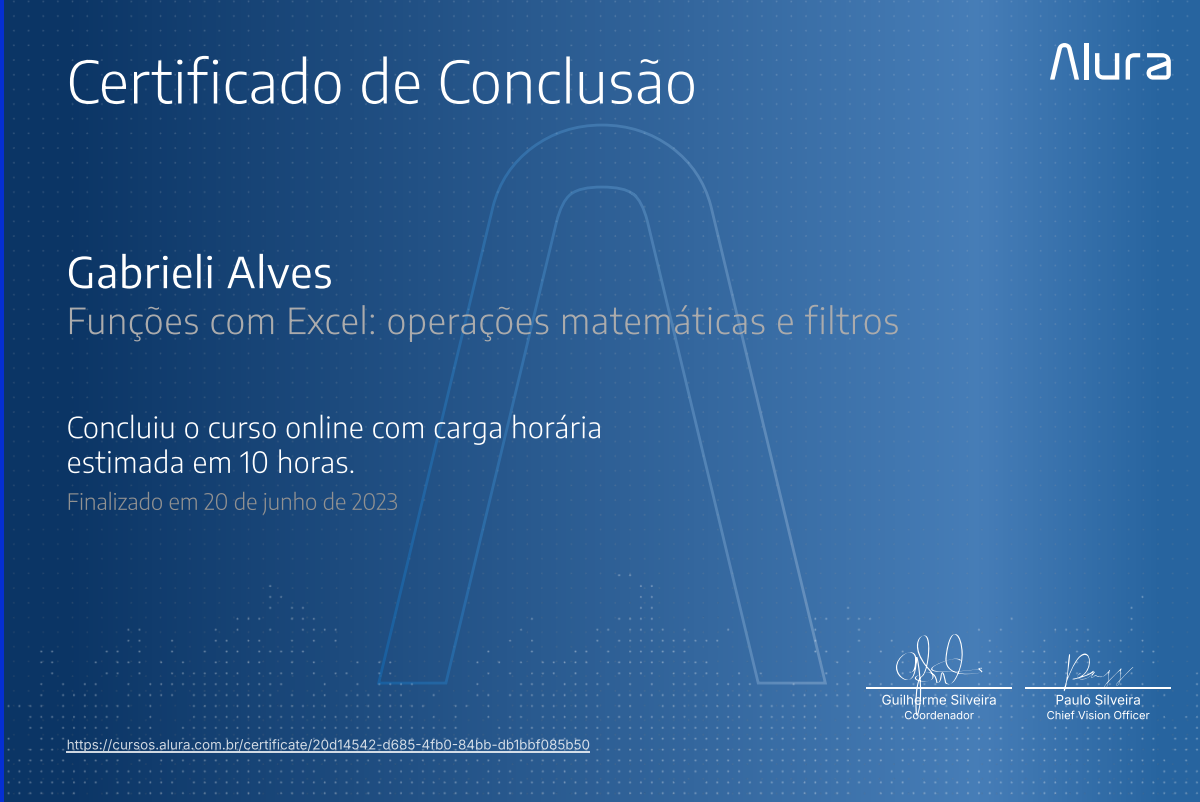 Certificado de Conclusão
Alura
Gabrieli Alves
Funções com Excel: operações matemáticas e filtros
Concluiu o curso online com carga horária
estimada em 10 horas.
Finalizado em 20 de junho de 2023
Guilherme Silveira
Coordenador
Paulo Silveira
Chief Vision Officer
https://cursos.alura.com.br/certificate/20d14542-d685-4fb0-84bb-db1bbf085b50